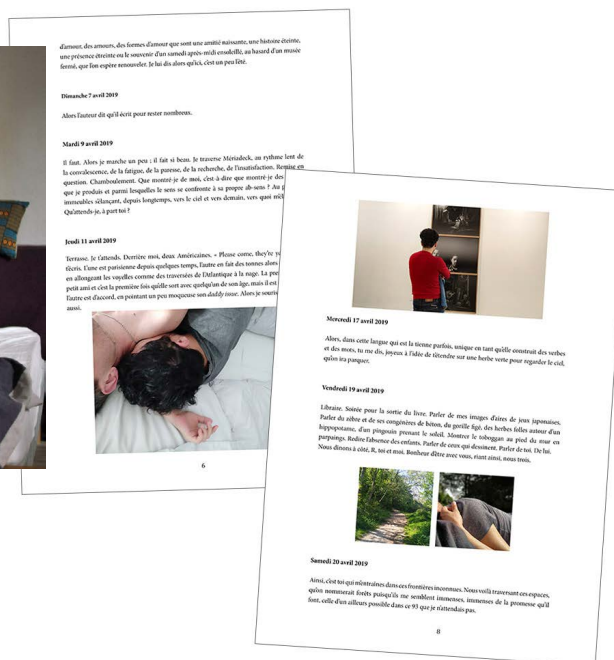 d'amour, des amours, des formes d'amour que sont une amitié naissante, une histoire éteinte,
une présence étreinte ou le souvenir d'un samedi après-midi ensoleillé, au hasard d'un musée
fermé, que l'on espère renouveler. Je lui dis alors qu'ici, c'est un peu l'été.
Dimanche 7 avril 2019
Alors l'auteur dit qu'il écrit pour rester nombreux.
Mardi 9 avril 2019
Il faut. Alors je marche un peu ; il fait si beau. Je traverse Mériadeck, au rythme lent de
la convalescence, de la fatigue, de la paresse, de la recherche, de l'insatisfaction. Remise en
question. Chamboulement. Que montré-je de moi, c'est-à-dire que montré-je des
que je produis et parmi lesquelles le sens se confronte à sa propre ab-sens ? Au
immeubles s'élançant, depuis longtemps, vers le ciel et vers demain, vers quoi
Qu'attends-je, à part toi ?
Jeudi 11 avril 2019
Terrasse. Je t'attends. Derrière moi, deux Américaines. « Please come, they're
t'écris. L'une est parisienne depuis quelques temps, l'autre en fait des tonnes alors
en allongeant les voyelles comme des traversées de l'Atlantique à la nage. La
petit ami et c'est la première fois qu'elle sort avec quelqu'un de son âge, mais il est
l'autre est d'accord, en pointant un peu moqueuse son daddy issue. Alors je
aussi.
6
Mercredi 17 avril 2019
Alors, dans cette langue qui est la tienne parfois, unique en tant qu'elle construit des verbes
et des mots, tu me dis, joyeux à l'idée de t'étendre sur une herbe verte pour regarder le ciel,
qu'on ira parquer.
Vendredi 19 avril 2019
Libraire. Soirée pour la sortie du livre. Parler de mes images d'aires de jeux japonaises.
Parler du zèbre et de ses congénères de béton, du gorille figé, des herbes folles autour d'un
hippopotame, d'un pingouin prenant le soleil. Montrer le toboggan au pied du mur en
parpaings. Redire l'absence des enfants. Parler de ceux qui dessinent. Parler de toi. De lui.
Nous dînons à côté, R, toi et moi. Bonheur d'être avec vous, riant ainsi, nous trois.
Samedi 20 avril 2019
Ainsi, c'est toi qui m'entraines dans ces frontières inconnues. Nous voilà traversant ces espaces,
qu'on nommerait forêts puisqu'ils me semblent immenses, immenses de la promesse qu'il
font, celle d'un ailleurs possible dans ce 93 que je n'attendais pas.
8